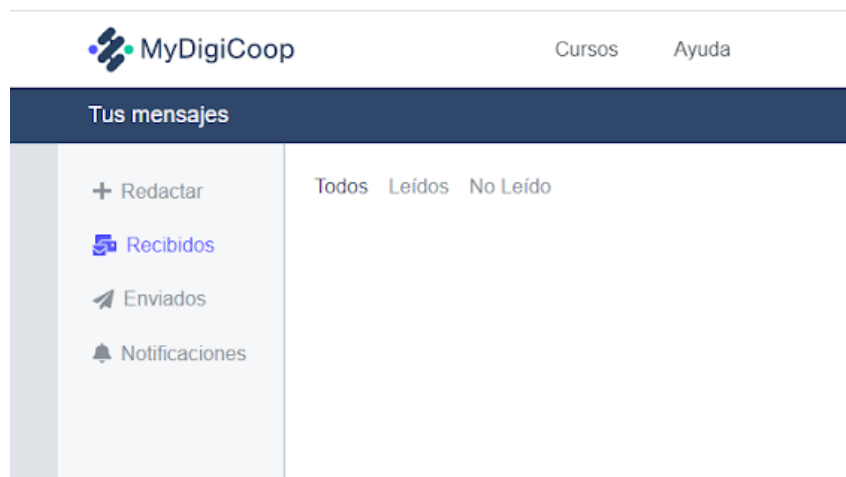 MyDigiCoop Cursos Ayuda
Tus mensajes
Redactar
Recibidos
Enviados
Notificaciones
Todos Leídos No Leído